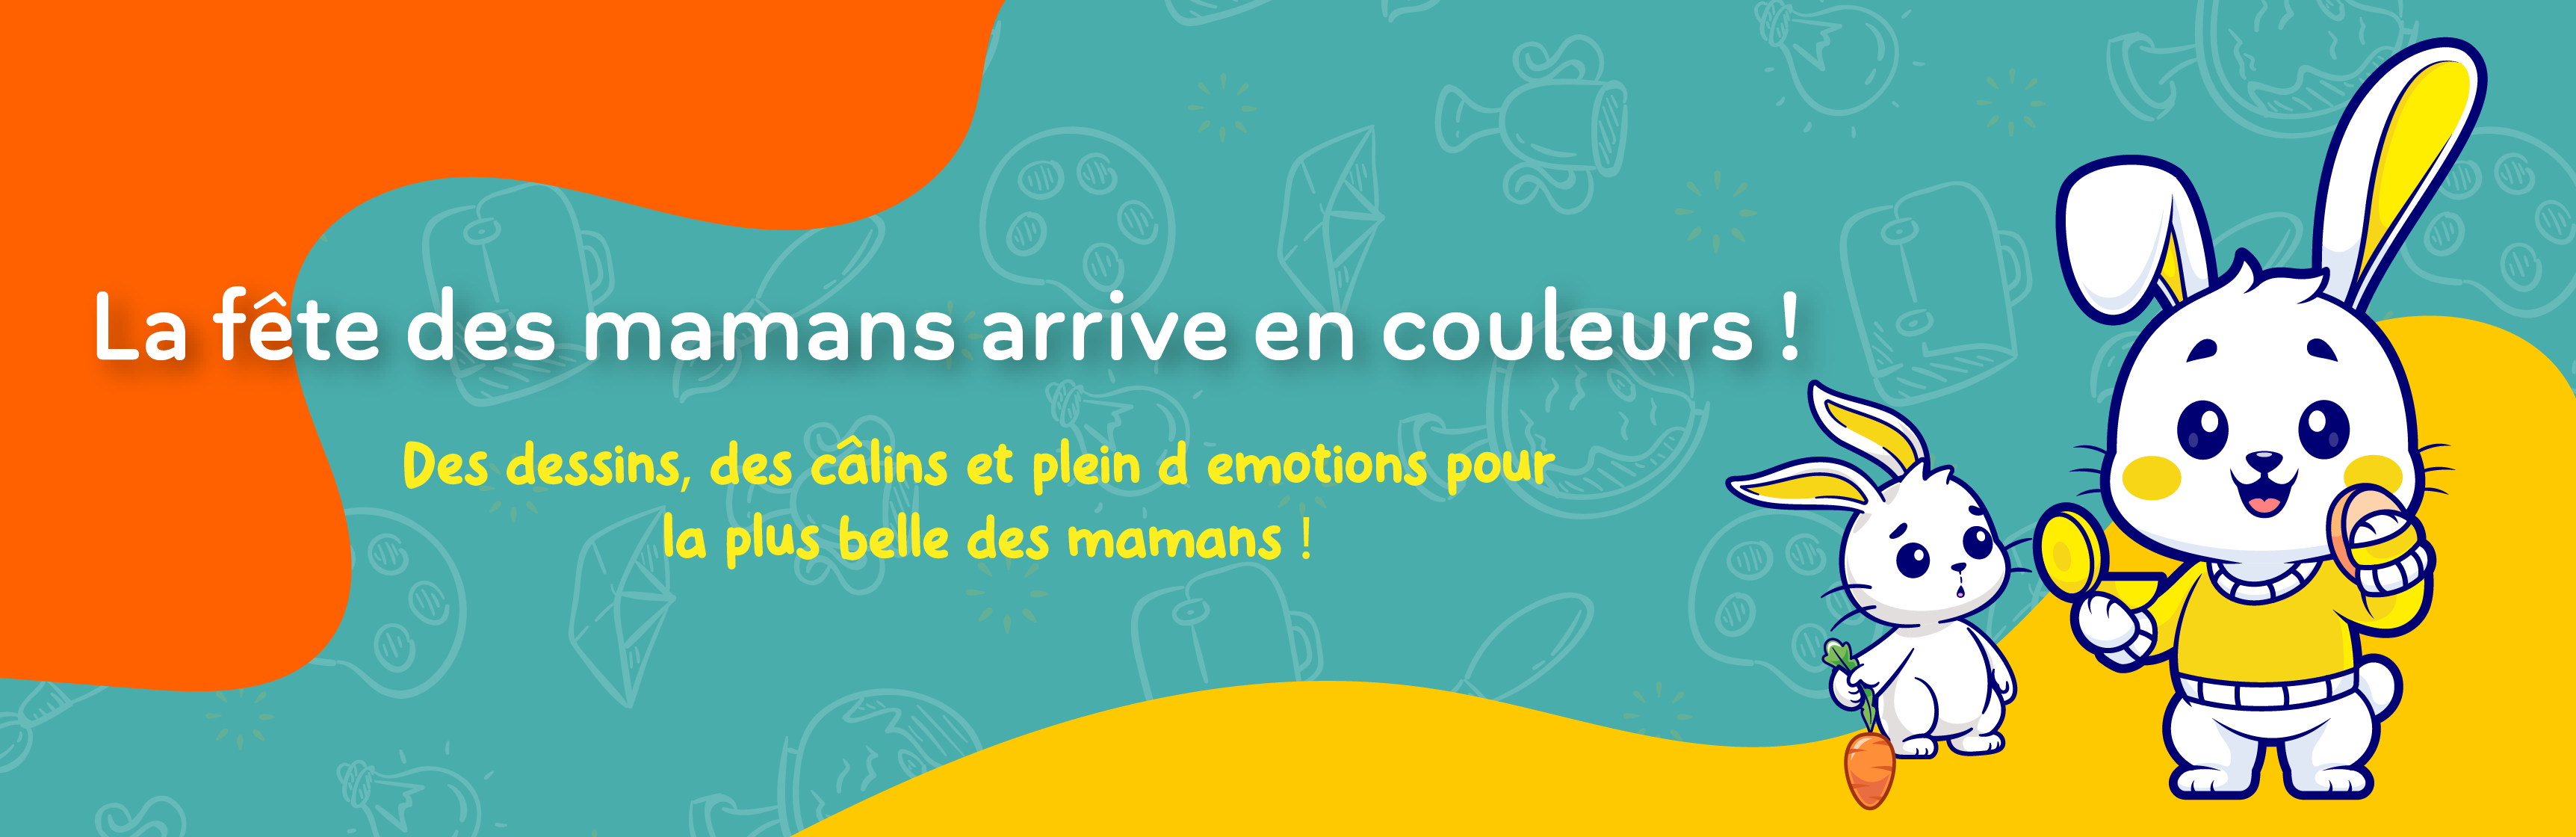 La fête des mamans arrive en couleurs !
Des dessins, des câlins et plein d emotions pour
la plus belle des mamans !